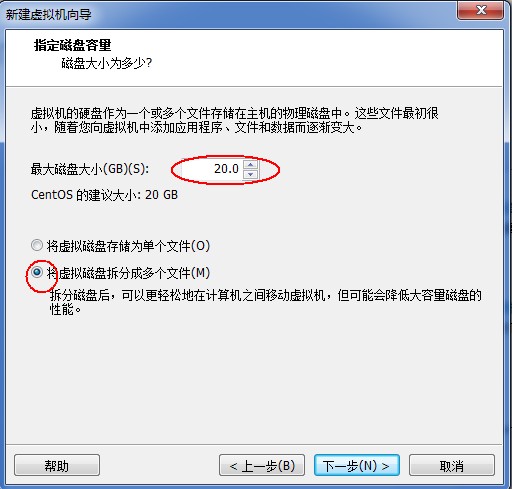 新建虚拟机向导
指定磁盘容量
磁盘大小为多少?
虚拟机的硬盘作为一个或多个文件存储在主机的物理磁盘中。这些文件最初很
小，随着您向虚拟机中添加应用程序、文件和数据而逐渐变大。
最大磁盘大小(GB)(S): 20.0
CentOS 的建议大小: 20 GB
将虚拟磁盘存储为单个文件(O)
将虚拟磁盘拆分成多个文件(M)
拆分磁盘后，可以更轻松地在计算机之间移动虚拟机，但可能会降低大容量磁盘的
性能。
帮助 < 上一步(B) 下一步(N) > 取消